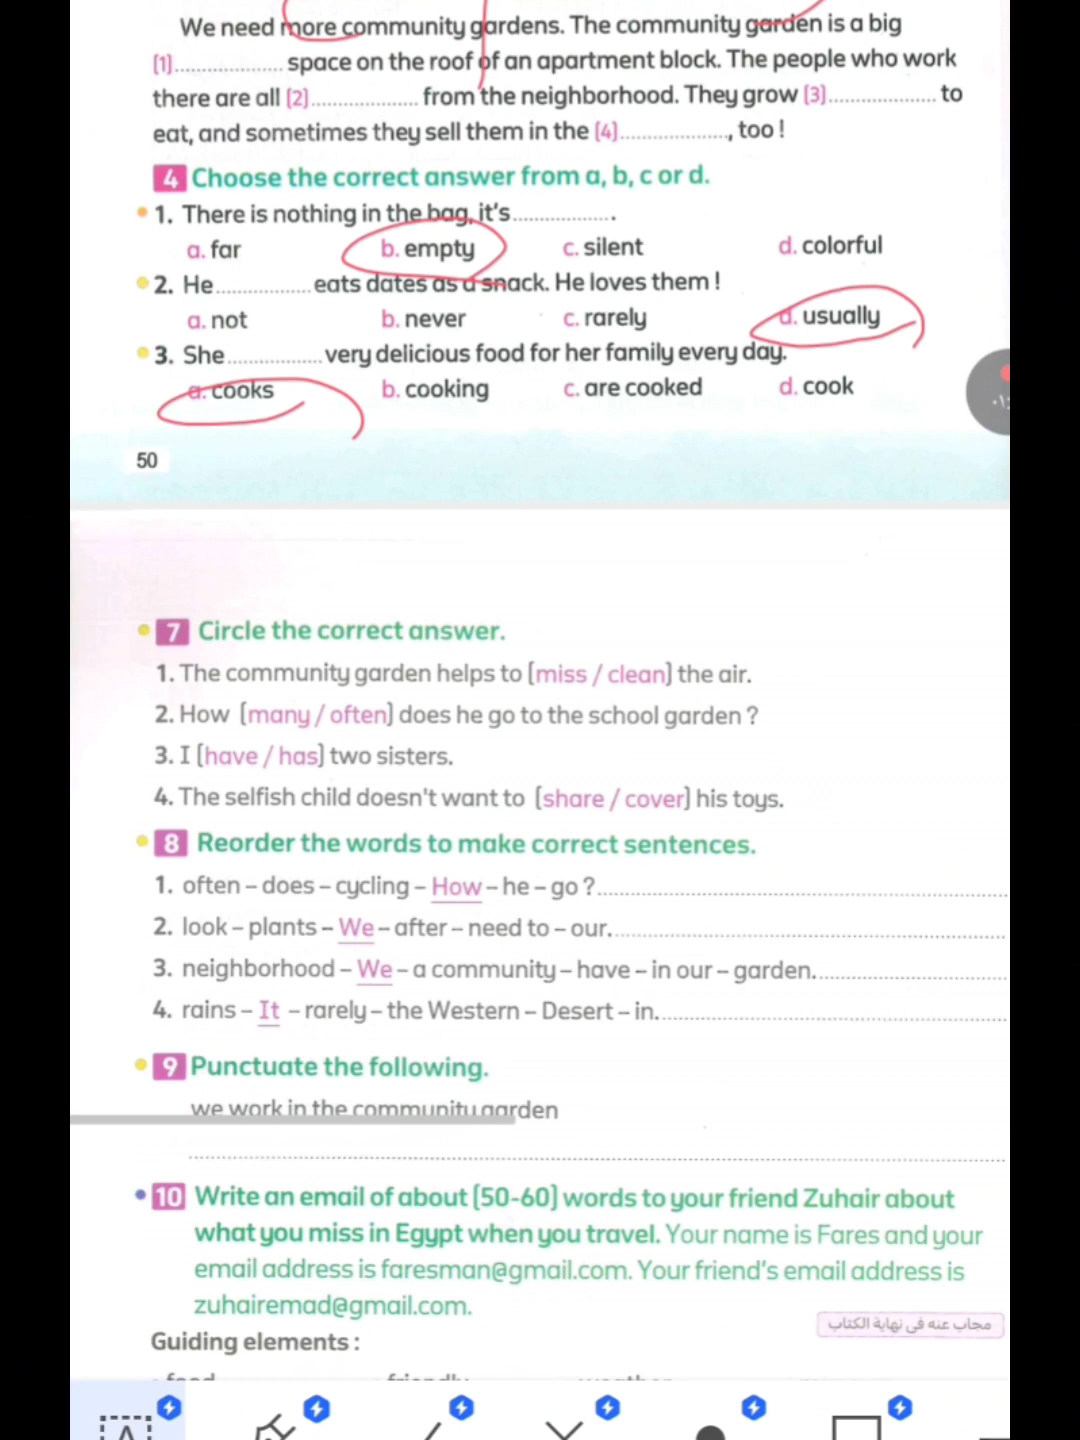 We need more community gardens. The community garden is a big
(1).................. space on the roof of an apartment block. The people who work
there are all (2).................. from the neighborhood. They grow (3).................. to
eat, and sometimes they sell them in the (4).................., too !
4 Choose the correct answer from a, b, c or d.
1. There is nothing in the bag, it's.................
a. far b. empty c. silent d. colorful
2. He................eats dates as a snack. He loves them !
a. not b. never c. rarely d. usually
3. She................very delicious food for her family every day.
a. cooks b. cooking c. are cooked d. cook
50
7 Circle the correct answer.
1. The community garden helps to (miss / clean) the air.
2. How (many / often) does he go to the school garden ?
3. I (have / has) two sisters.
4. The selfish child doesn't want to (share / cover) his toys.
8 Reorder the words to make correct sentences.
1. often – does – cycling – How – he – go ?..................
2. look – plants – We – after – need to – our...................
3. neighborhood – We – a community – have – in our – garden...................
4. rains – It – rarely – the Western – Desert – in...................
9 Punctuate the following.
we work in the community garden
10 Write an email of about (50-60) words to your friend Zuhair about
what you miss in Egypt when you travel. Your name is Fares and your
email address is faresman@gmail.com. Your friend's email address is
zuhairemad@gmail.com.
مجاب عنه فى نهاية الكتاب
Guiding elements :